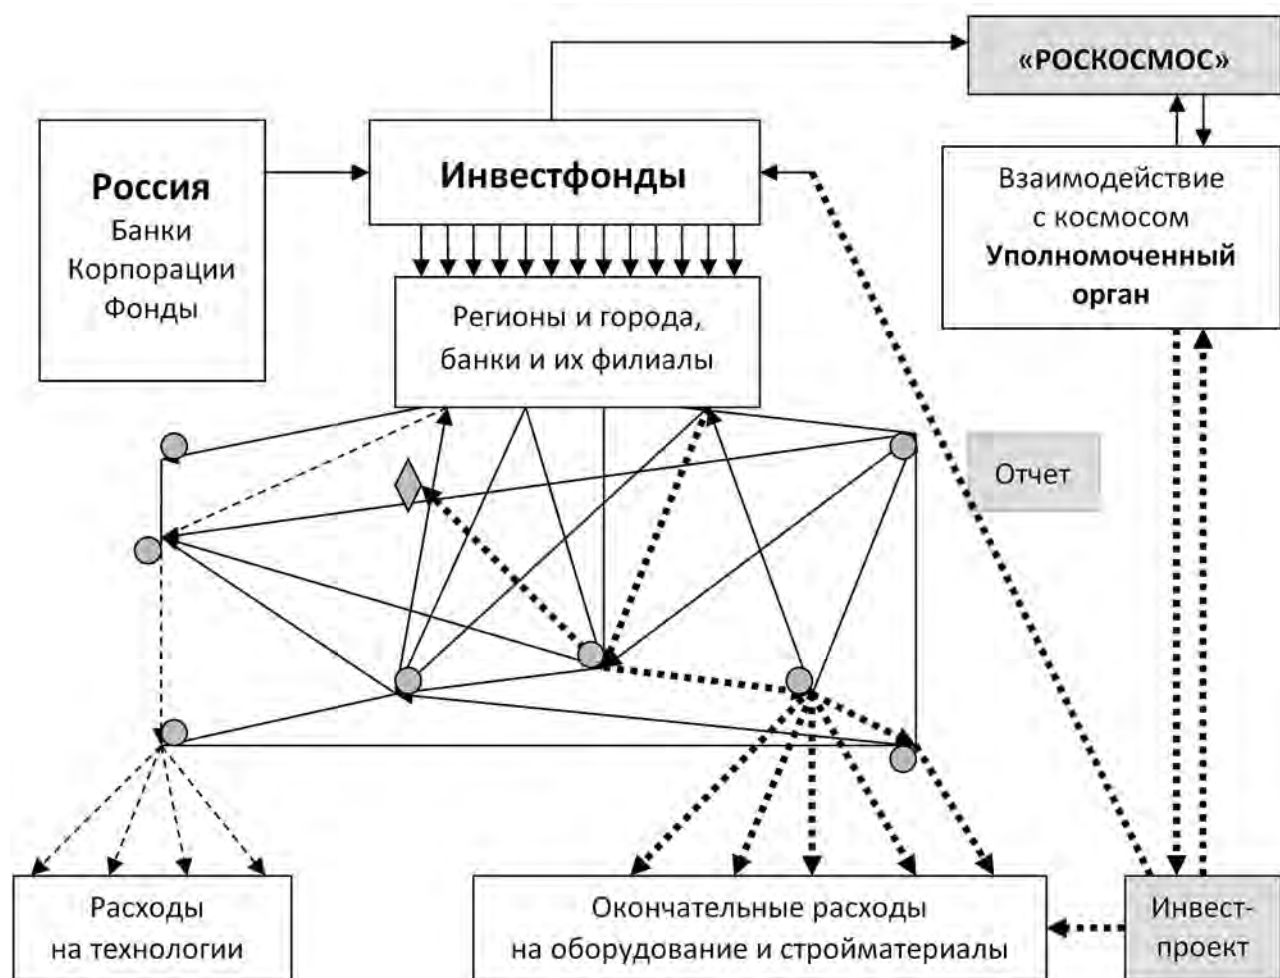 «РОСКОСМОС»
Россия
Банки
Корпорации
Фонды
Инвестфонды
Взаимодействие
с космосом
Уполномоченный
орган
Регионы и города,
банки и их филиалы
Отчет
Расходы
на технологии
Окончательные расходы
на оборудование и стройматериалы
Инвест-
проект